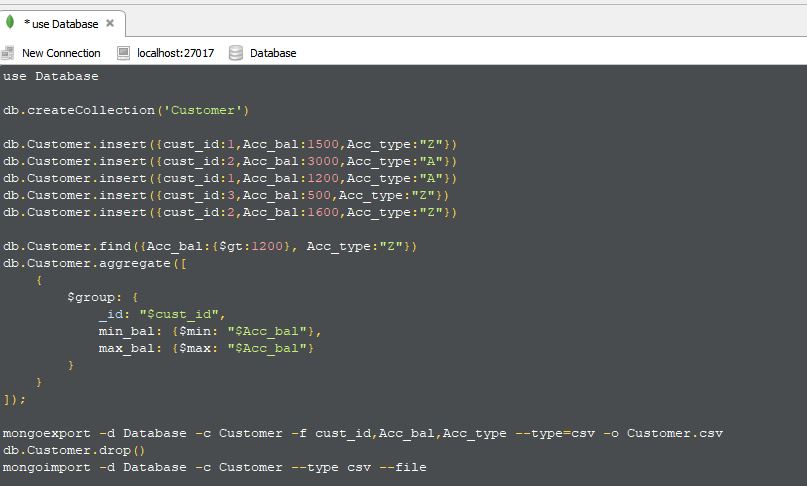 * use Database
New Connection localhost:27017 Database
use Database
db.createCollection('Customer')
db.Customer.insert({cust_id:1,Acc_bal:1500,Acc_type:"Z"})
db.Customer.insert({cust_id:2,Acc_bal:3000,Acc_type:"A"})
db.Customer.insert({cust_id:1,Acc_bal:1200,Acc_type:"A"})
db.Customer.insert({cust_id:3,Acc_bal:500,Acc_type:"Z"})
db.Customer.insert({cust_id:2,Acc_bal:1600,Acc_type:"Z"})
db.Customer.find({Acc_bal:{$gt:1200}, Acc_type:"Z"})
db.Customer.aggregate([
    {
        $group: {
            _id: "$cust_id",
            min_bal: {$min: "$Acc_bal"},
            max_bal: {$max: "$Acc_bal"}
        }
    }
]);
mongoexport -d Database -c Customer -f cust_id,Acc_bal,Acc_type --type=csv -o Customer.csv
db.Customer.drop()
mongoimport -d Database -c Customer --type csv --file